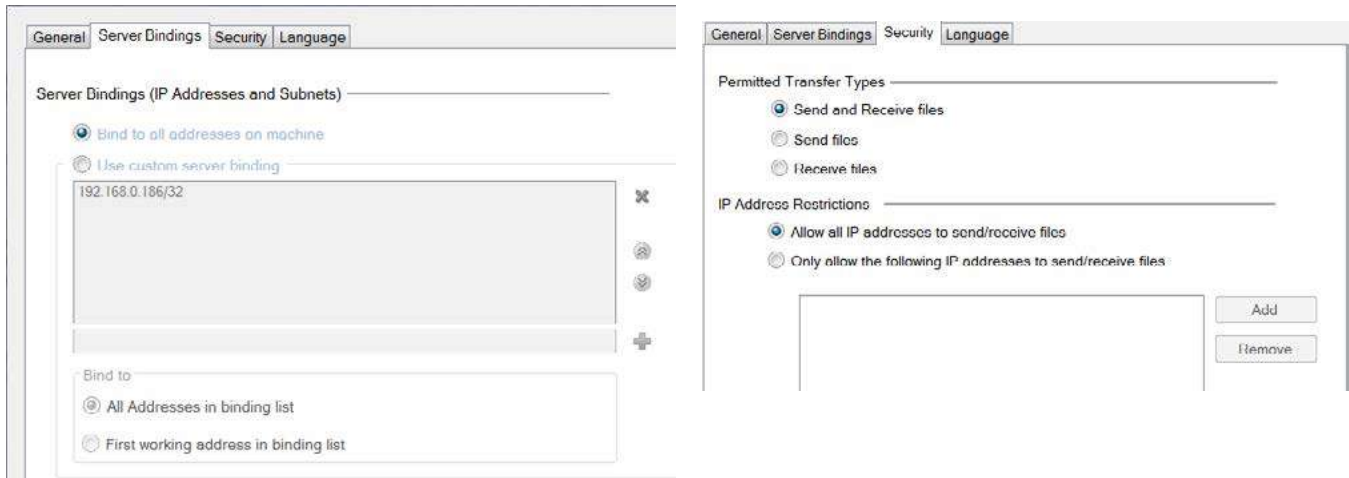 General Server Bindings Security Language
Server Bindings (IP Addresses and Subnets)
Bind to all addresses on machine
Use custom server binding
192.168.0.186/32
Bind to
All Addresses in binding list
First working address in binding list
General Server Bindings Security Language
Permitted Transfer Types
Send and Receive files
Send files
Receive files
IP Address Restrictions
Allow all IP addresses to send/receive files
Only allow the following IP addresses to send/receive files
Add
Remove